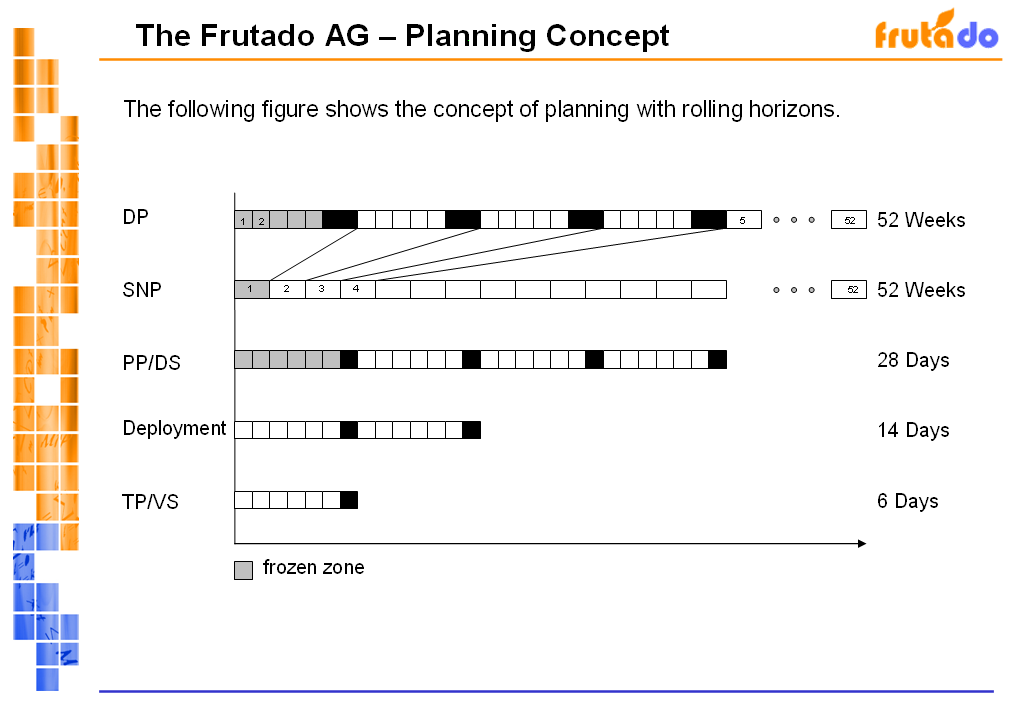 The Frutado AG – Planning Concept
frutado
The following figure shows the concept of planning with rolling horizons.
DP
1 2
5
52
52 Weeks
SNP
1 2 3 4
52
52 Weeks
PP/DS
28 Days
Deployment
14 Days
TP/VS
6 Days
frozen zone